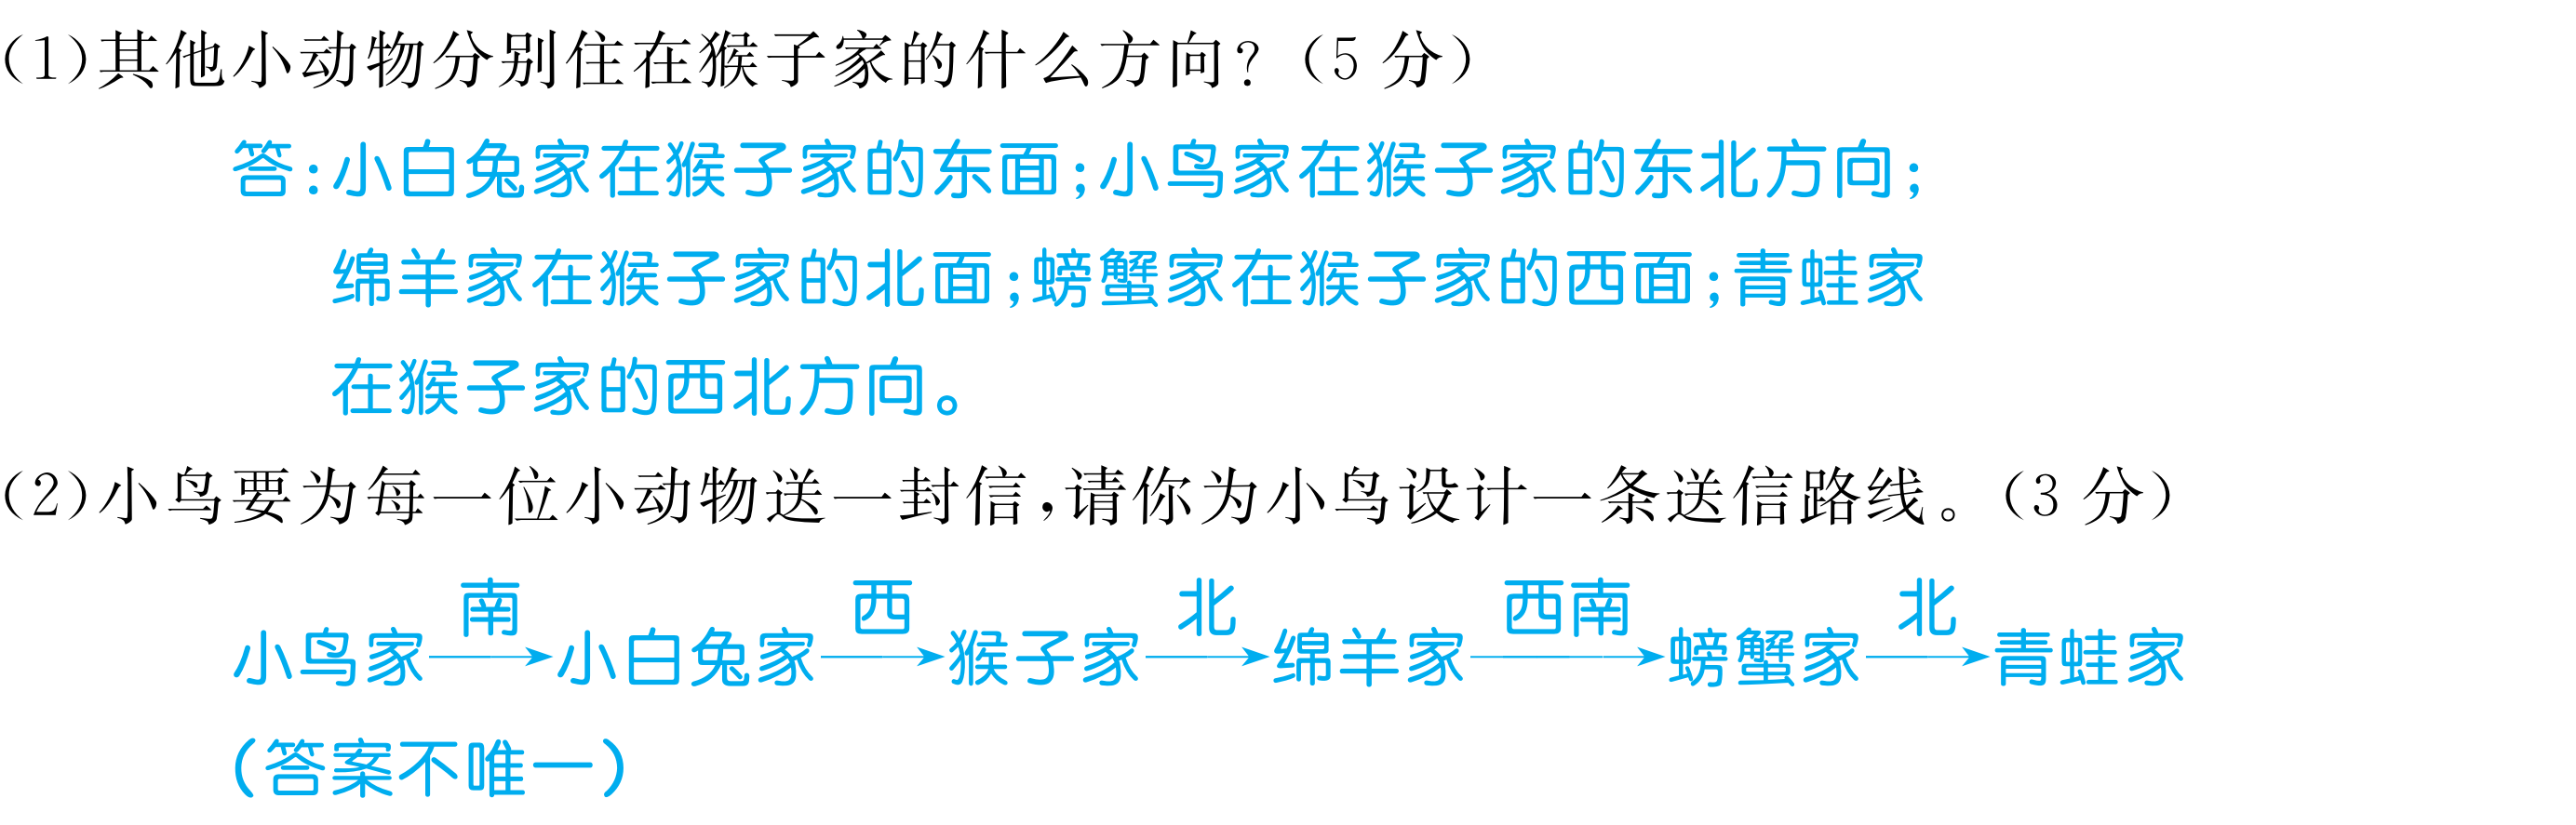 (1)其他小动物分别住在猴子家的什么方向?(5 分)
答:小白兔家在猴子家的东面;小鸟家在猴子家的东北方向;
绵羊家在猴子家的北面;螃蟹家在猴子家的西面;青蛙家
在猴子家的西北方向。
(2)小鸟要为每一位小动物送一封信,请你为小鸟设计一条送信路线。(3 分)
小鸟家 南→ 小白兔家 西→ 猴子家 北→ 绵羊家 西南→ 螃蟹家 北→ 青蛙家
(答案不唯一)